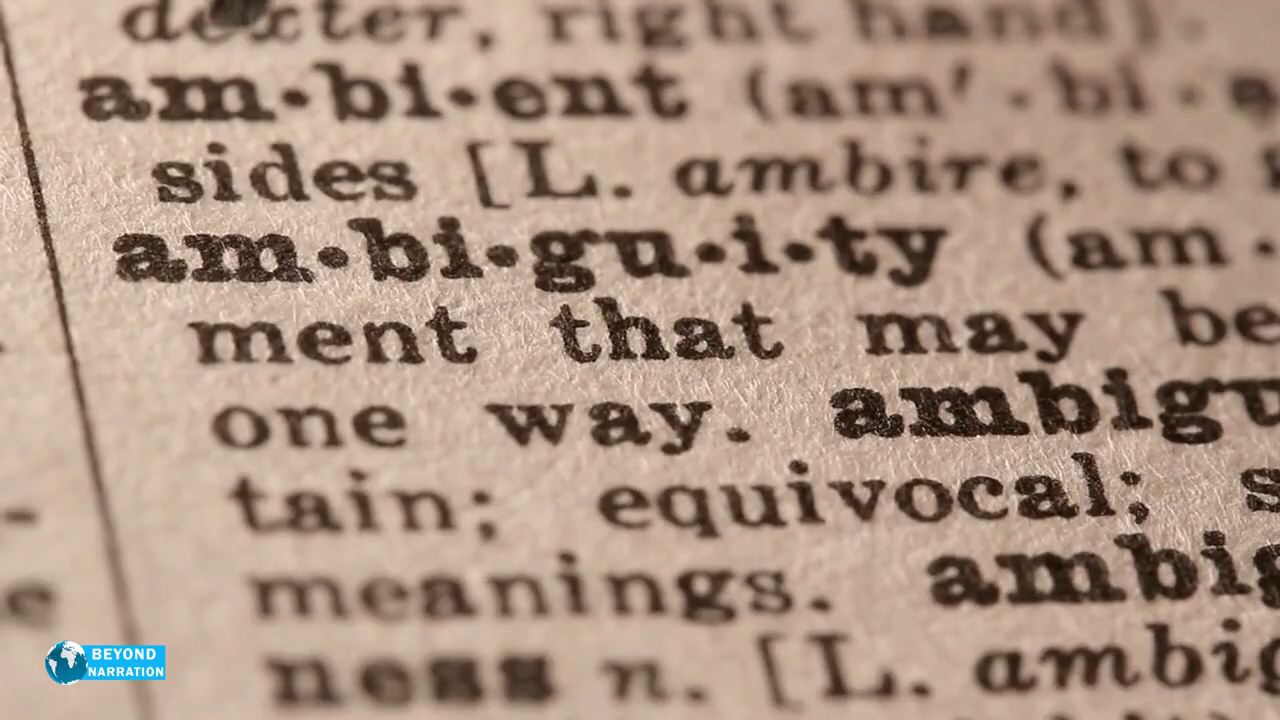 dexter, right hand].
am·bi·ent (am′·bi·
sides [L. ambire, to
am·bi·gu·i·ty (am·
ment that may be
one way. ambigu
tain; equivocal; s
meanings. ambig
ness n. [L. ambig
BEYOND
NARRATION